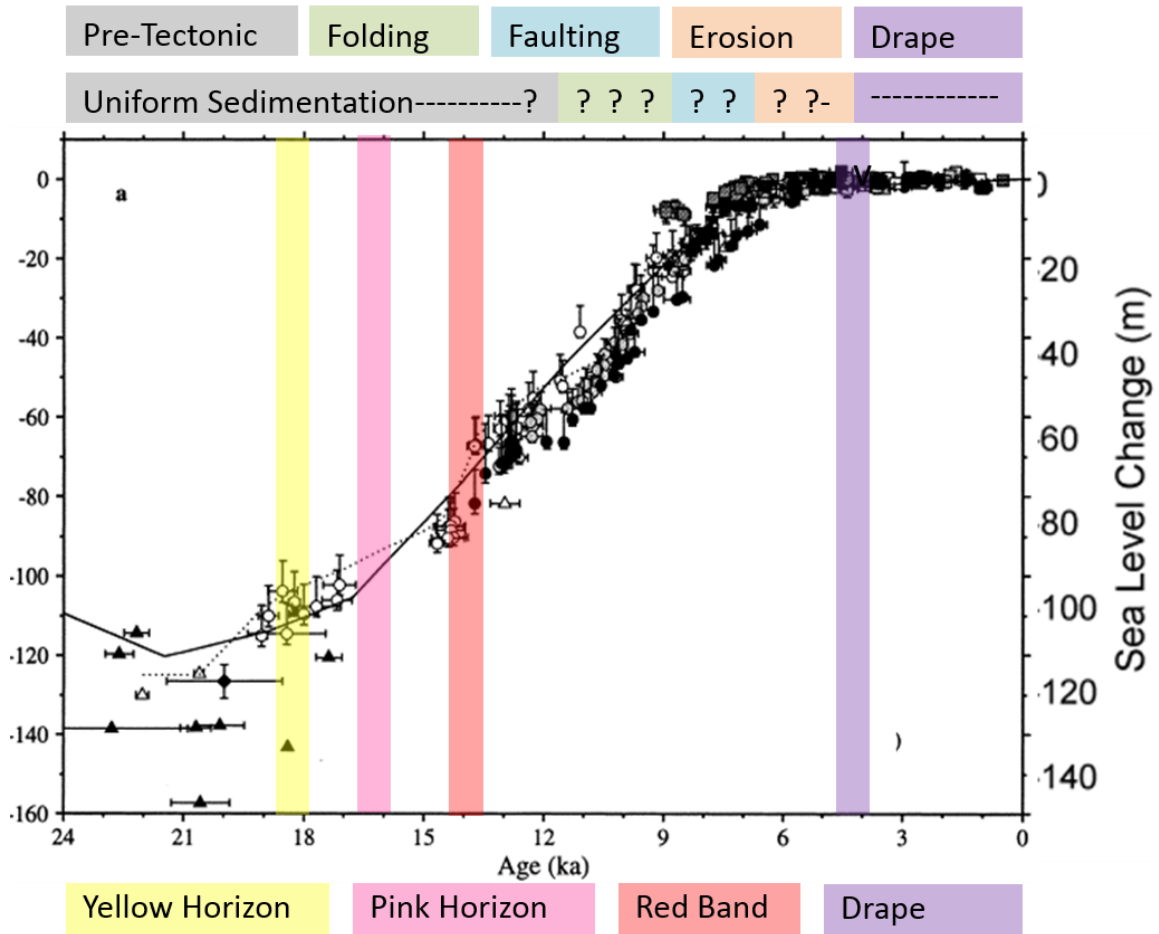 Pre-Tectonic Folding Faulting Erosion Drape
Uniform Sedimentation----------? ? ? ? ? ? ? ?- ------------
a
V
0
-20
-40
-60
-80
-100
-120
-140
-160
)
-20
-40
-60
-80
-100
-120
-140
)
Sea Level Change (m)
24 21 18 15 12 9 6 3 0
Age (ka)
Yellow Horizon Pink Horizon Red Band Drape